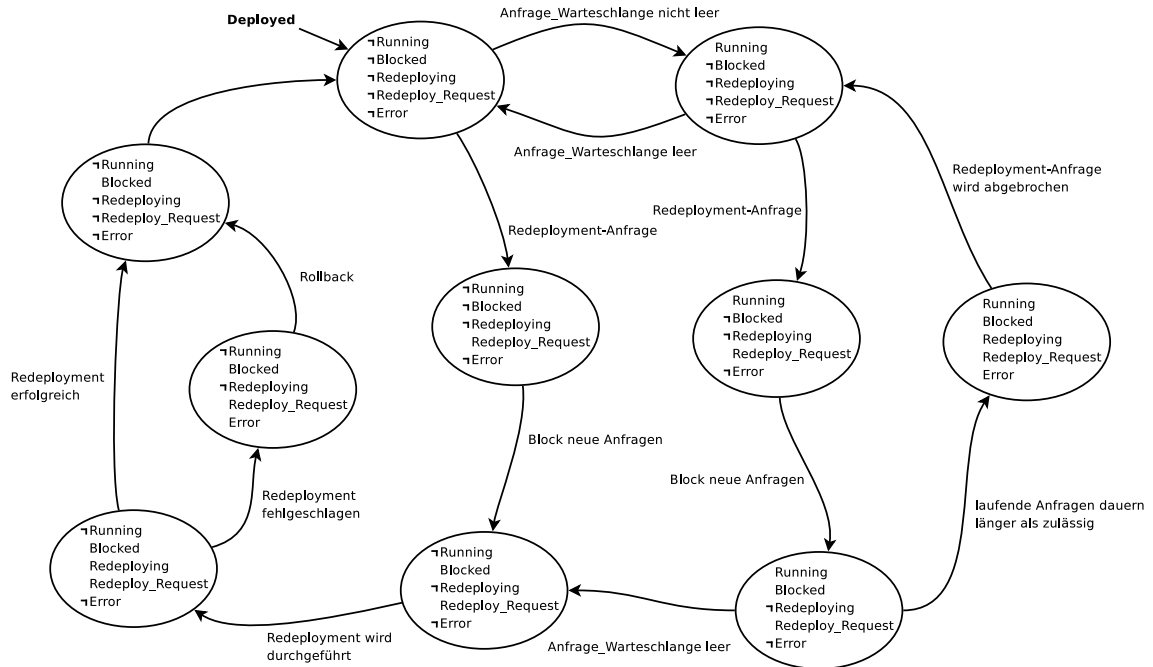 Deployed
¬Running
¬Blocked
¬Redeploying
¬Redeploy_Request
¬Error
Anfrage_Warteschlange nicht leer
Running
¬Blocked
¬Redeploying
¬Redeploy_Request
¬Error
Anfrage_Warteschlange leer
¬Running
Blocked
¬Redeploying
¬Redeploy_Request
¬Error
Redeployment-Anfrage
Redeployment-Anfrage
Redeployment-Anfrage
wird abgebrochen
Rollback
¬Running
¬Blocked
¬Redeploying
Redeploy_Request
¬Error
Running
¬Blocked
¬Redeploying
Redeploy_Request
¬Error
Running
Blocked
Redeploying
Redeploy_Request
Error
Redeployment
erfolgreich
¬Running
Blocked
¬Redeploying
Redeploy_Request
Error
Block neue Anfragen
Block neue Anfragen
Redeployment
fehlgeschlagen
laufende Anfragen dauern
länger als zulässig
¬Running
Blocked
Redeploying
Redeploy_Request
¬Error
¬Running
Blocked
¬Redeploying
Redeploy_Request
¬Error
Running
Blocked
¬Redeploying
Redeploy_Request
¬Error
Redeployment wird
durchgeführt
Anfrage_Warteschlange leer